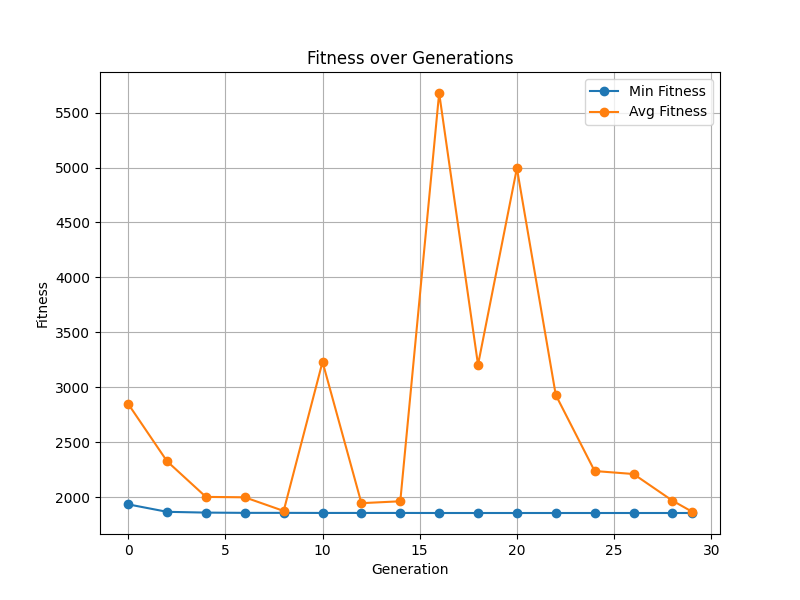 Fitness over Generations
Min Fitness
Avg Fitness
5500
5000
4500
4000
3500
3000
2500
2000
Fitness
0 5 10 15 20 25 30
Generation